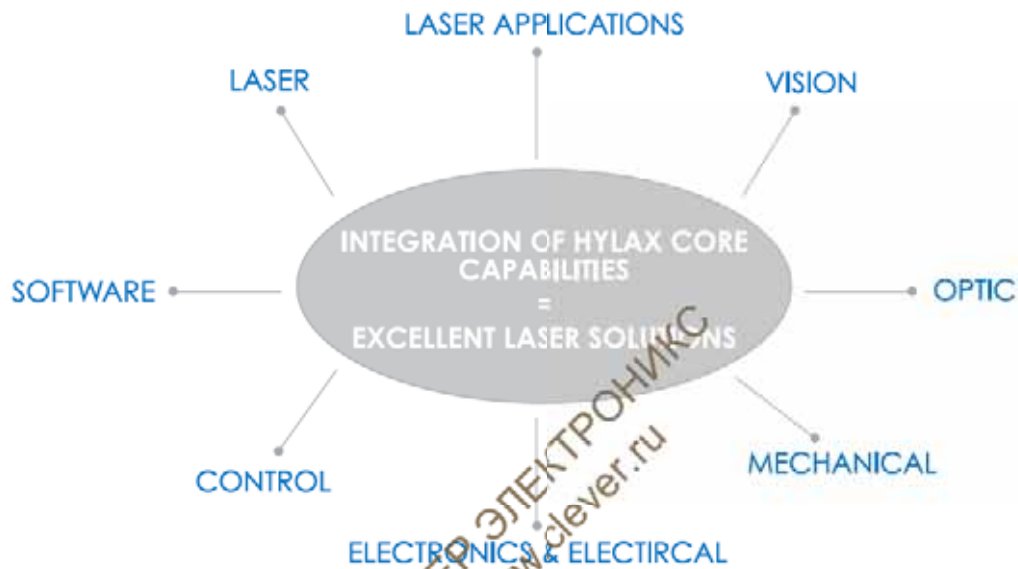 LASER APPLICATIONS
LASER
VISION
INTEGRATION OF HYLAX CORE
CAPABILITIES
=
EXCELLENT LASER SOLUTIONS
SOFTWARE
OPTIC
CONTROL
MECHANICAL
ELECTRONICS & ELECTIRCAL
ЭЛЕКТРОНИКС
clever.ru